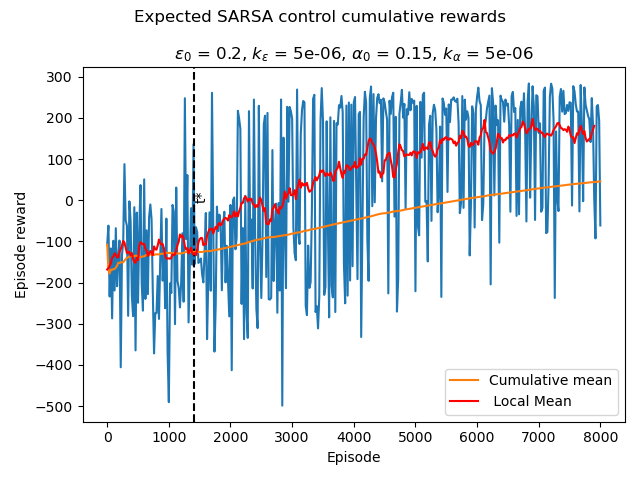 Expected SARSA control cumulative rewards
ε₀ = 0.2, kε = 5e-06, α₀ = 0.15, kα = 5e-06
300
200
100
0
−100
−200
−300
−400
−500
Episode reward
t*
Cumulative mean
Local Mean
0
1000
2000
3000
4000
5000
6000
7000
8000
Episode